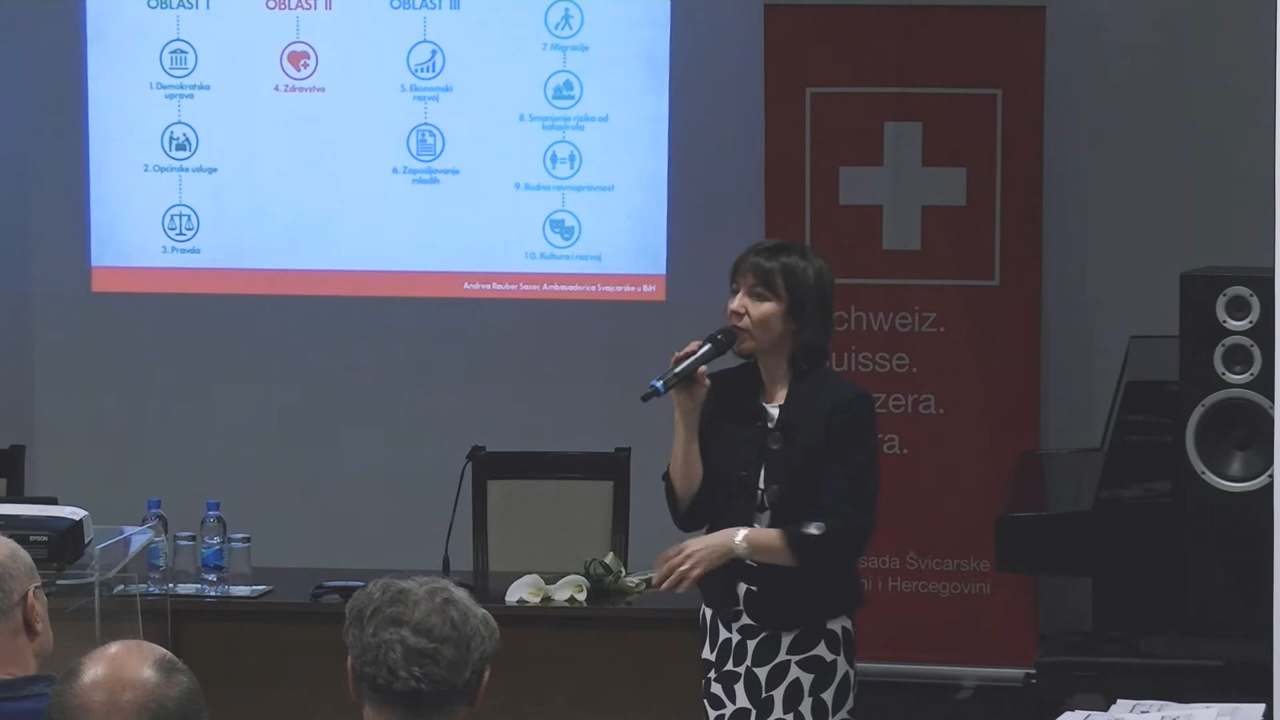 OBLAST I
OBLAST II
OBLAST III
1. Demokratska
uprava
2. Općinske usluge
3. Pravda
4. Zdravstvo
5. Ekonomski
razvoj
6. Zapošljavanje
mladih
7 Migracije
8. Smanjenje rizika od
katastrofa
9. Rodna ravnopravnost
10. Kultura i razvoj
Andrea Rauber Saxer, Ambasadorica Švajcarske u BiH
chweiz.
uisse.
zera.
ra.
sada Švicarske
ni i Hercegovini
EPSON